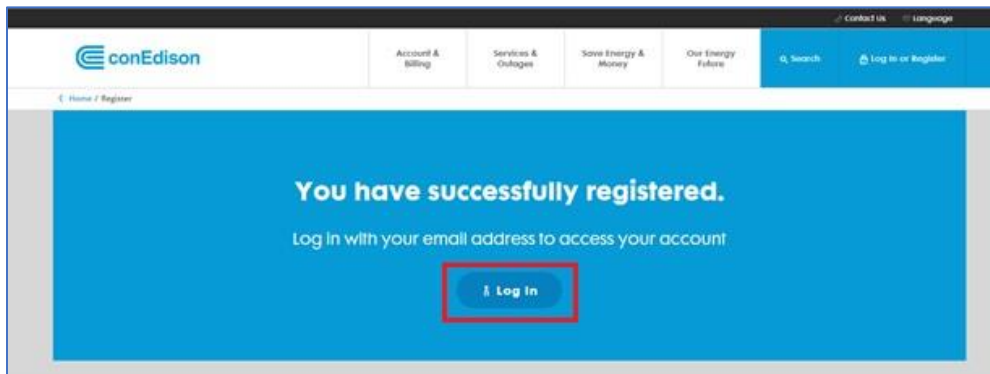 Contact Us Language
conEdison
Account & Billing
Services & Outages
Save Energy & Money
Our Energy Future
Search
Log In or Register
Home / Register
You have successfully registered.
Log in with your email address to access your account
Log In